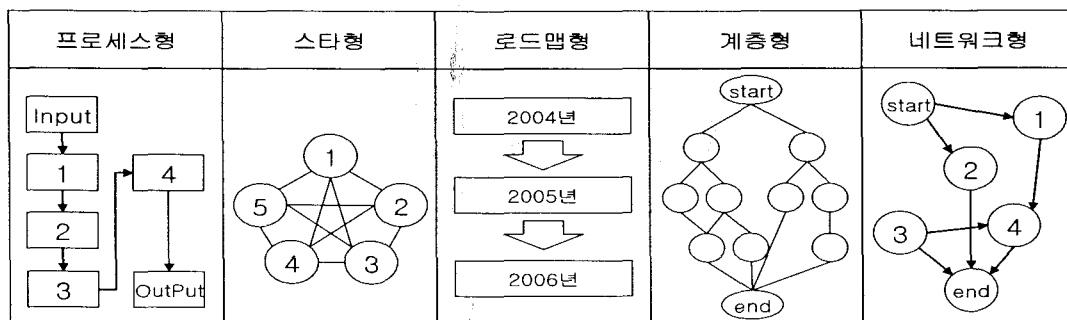 프로세스형
스타형
로드맵형
계층형
네트워크형
Input
1
2
3
4
OutPut
1
2
3
4
5
2004년
2005년
2006년
start
end
start
1
2
3
4
end